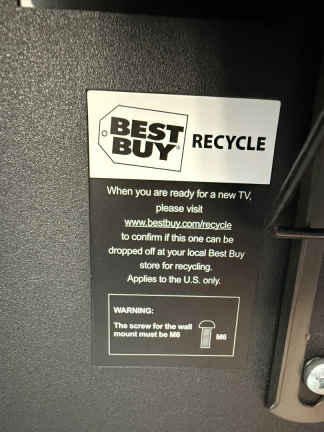 BEST
BUY
RECYCLE
When you are ready for a new TV,
please visit
www.bestbuy.com/recycle
to confirm if this one can be
dropped off at your local Best Buy
store for recycling.
Applies to the U.S. only.
WARNING:
The screw for the wall
mount must be M6
M6